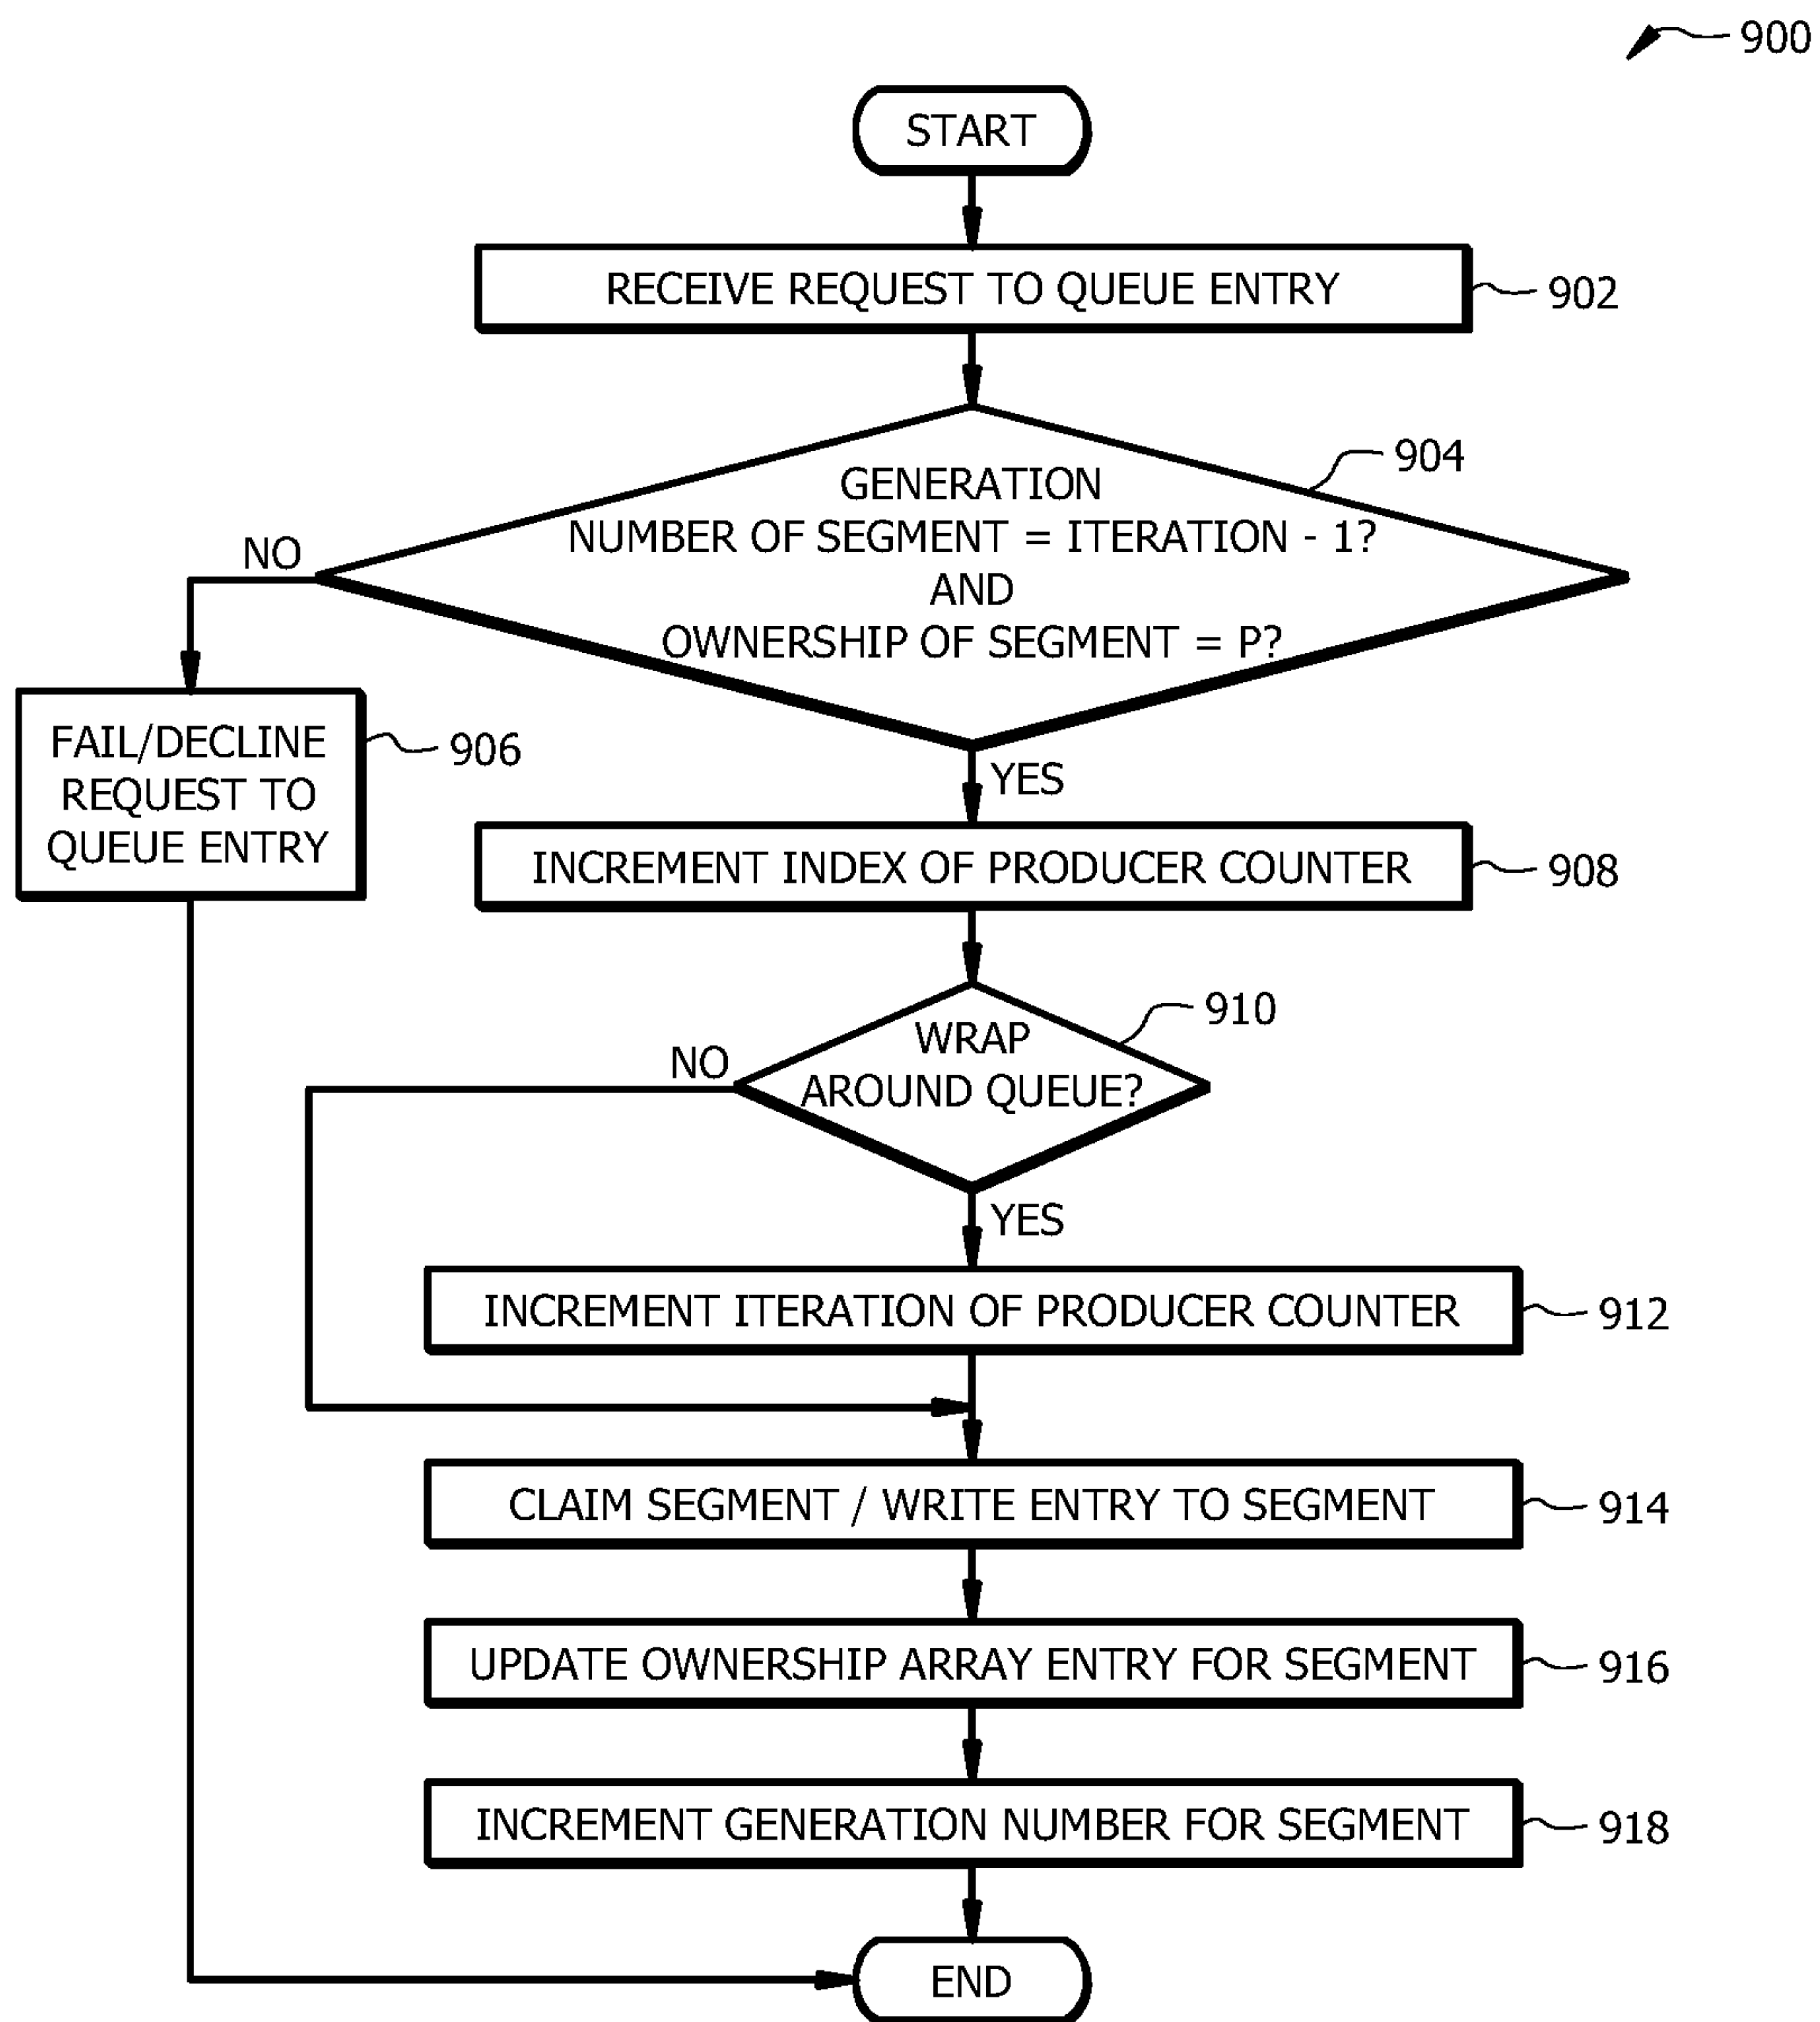 900
START
RECEIVE REQUEST TO QUEUE ENTRY
902
904
GENERATION
NUMBER OF SEGMENT = ITERATION - 1?
AND
OWNERSHIP OF SEGMENT = P?
NO
FAIL/DECLINE
REQUEST TO
QUEUE ENTRY
906
YES
INCREMENT INDEX OF PRODUCER COUNTER
908
910
WRAP
AROUND QUEUE?
NO
YES
INCREMENT ITERATION OF PRODUCER COUNTER
912
CLAIM SEGMENT / WRITE ENTRY TO SEGMENT
914
UPDATE OWNERSHIP ARRAY ENTRY FOR SEGMENT
916
INCREMENT GENERATION NUMBER FOR SEGMENT
918
END